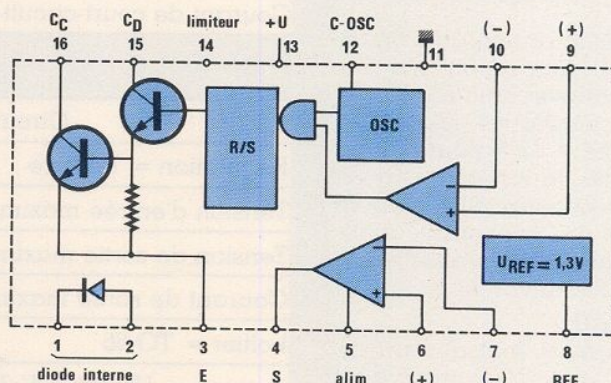 C_C C_D limiteur +U C-OSC (−) (+)
16 15 14 13 12 11 10 9
R/S
OSC
−
+
−
+
U_REF = 1,3V
1 2 3 4 5 6 7 8
diode interne E S alim (+) (−) REF